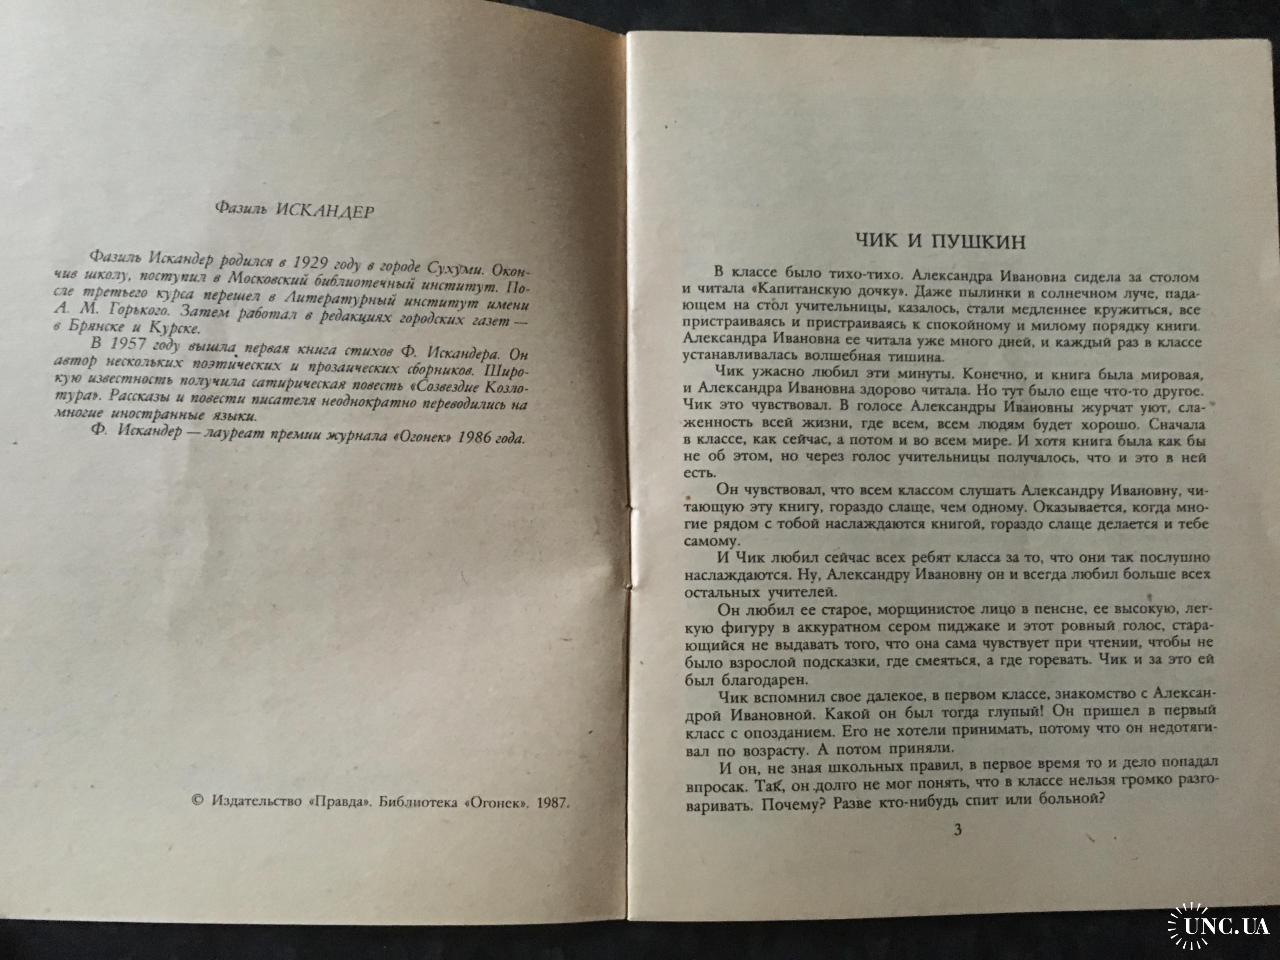 Фазиль ИСКАНДЕР
Фазиль Искандер родился в 1929 году в городе Сухуми. Окон-
чив школу, поступил в Московский библиотечный институт. По-
сле третьего курса перешел в Литературный институт имени
А. М. Горького. Затем работал в редакциях городских газет —
в Брянске и Курске.
В 1957 году вышла первая книга стихов Ф. Искандера. Он
автор нескольких поэтических и прозаических сборников. Широ-
кую известность получила сатирическая повесть «Созвездие Козло-
тура». Рассказы и повести писателя неоднократно переводились на
многие иностранные языки.
Ф. Искандер — лауреат премии журнала «Огонек» 1986 года.
© Издательство «Правда». Библиотека «Огонек». 1987.
ЧИК И ПУШКИН
В классе было тихо-тихо. Александра Ивановна сидела за столом
и читала «Капитанскую дочку». Даже пылинки в солнечном луче, пада-
ющем на стол учительницы, казалось, стали медленнее кружиться, все
пристраиваясь и пристраиваясь к спокойному и милому порядку книги.
Александра Ивановна ее читала уже много дней, и каждый раз в классе
устанавливалась волшебная тишина.
Чик ужасно любил эти минуты. Конечно, и книга была мировая,
и Александра Ивановна здорово читала. Но тут было еще что-то другое.
Чик это чувствовал. В голосе Александры Ивановны журчат уют, сла-
женность всей жизни, где всем, всем людям будет хорошо. Сначала
в классе, как сейчас, а потом и во всем мире. И хотя книга была как бы
не об этом, но через голос учительницы получалось, что и это в ней
есть.
Он чувствовал, что всем классом слушать Александру Ивановну, чи-
тающую эту книгу, гораздо слаще, чем одному. Оказывается, когда мно-
гие рядом с тобой наслаждаются книгой, гораздо слаще делается и тебе
самому.
И Чик любил сейчас всех ребят класса за то, что они так послушно
наслаждаются. Ну, Александру Ивановну он и всегда любил больше всех
остальных учителей.
Он любил ее старое, морщинистое лицо в пенсне, ее высокую, лег-
кую фигуру в аккуратном сером пиджаке и этот ровный голос, стара-
ющийся не выдавать того, что она сама чувствует при чтении, чтобы не
было взрослой подсказки, где смеяться, а где горевать. Чик и за это ей
был благодарен.
Чик вспомнил свое далекое, в первом классе, знакомство с Алексан-
дрой Ивановной. Какой он был тогда глупый! Он пришел в первый
класс с опозданием. Его не хотели принимать, потому что он недотяги-
вал по возрасту. А потом приняли.
И он, не зная школьных правил, в первое время то и дело попадал
впросак. Так, он долго не мог понять, что в классе нельзя громко разго-
варивать. Почему? Разве кто-нибудь спит или больной?
3
UNC.UA